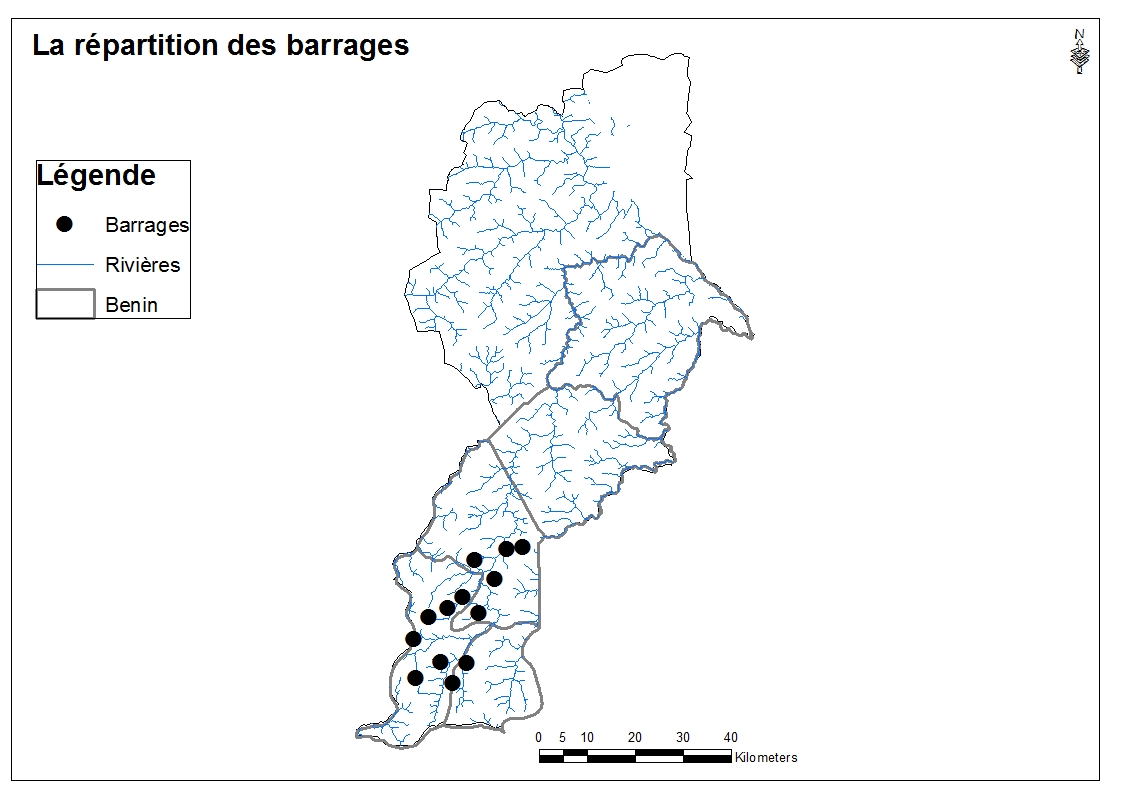 La répartition des barrages
N
Légende
Barrages
Rivières
Benin
0 5 10 20 30 40
Kilometers